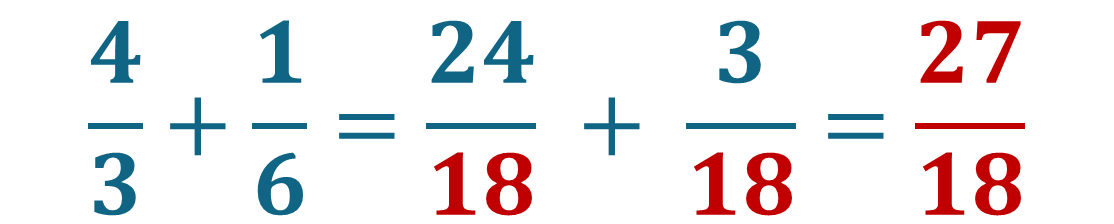 4/3 + 1/6 = 24/18 + 3/18 = 27/18